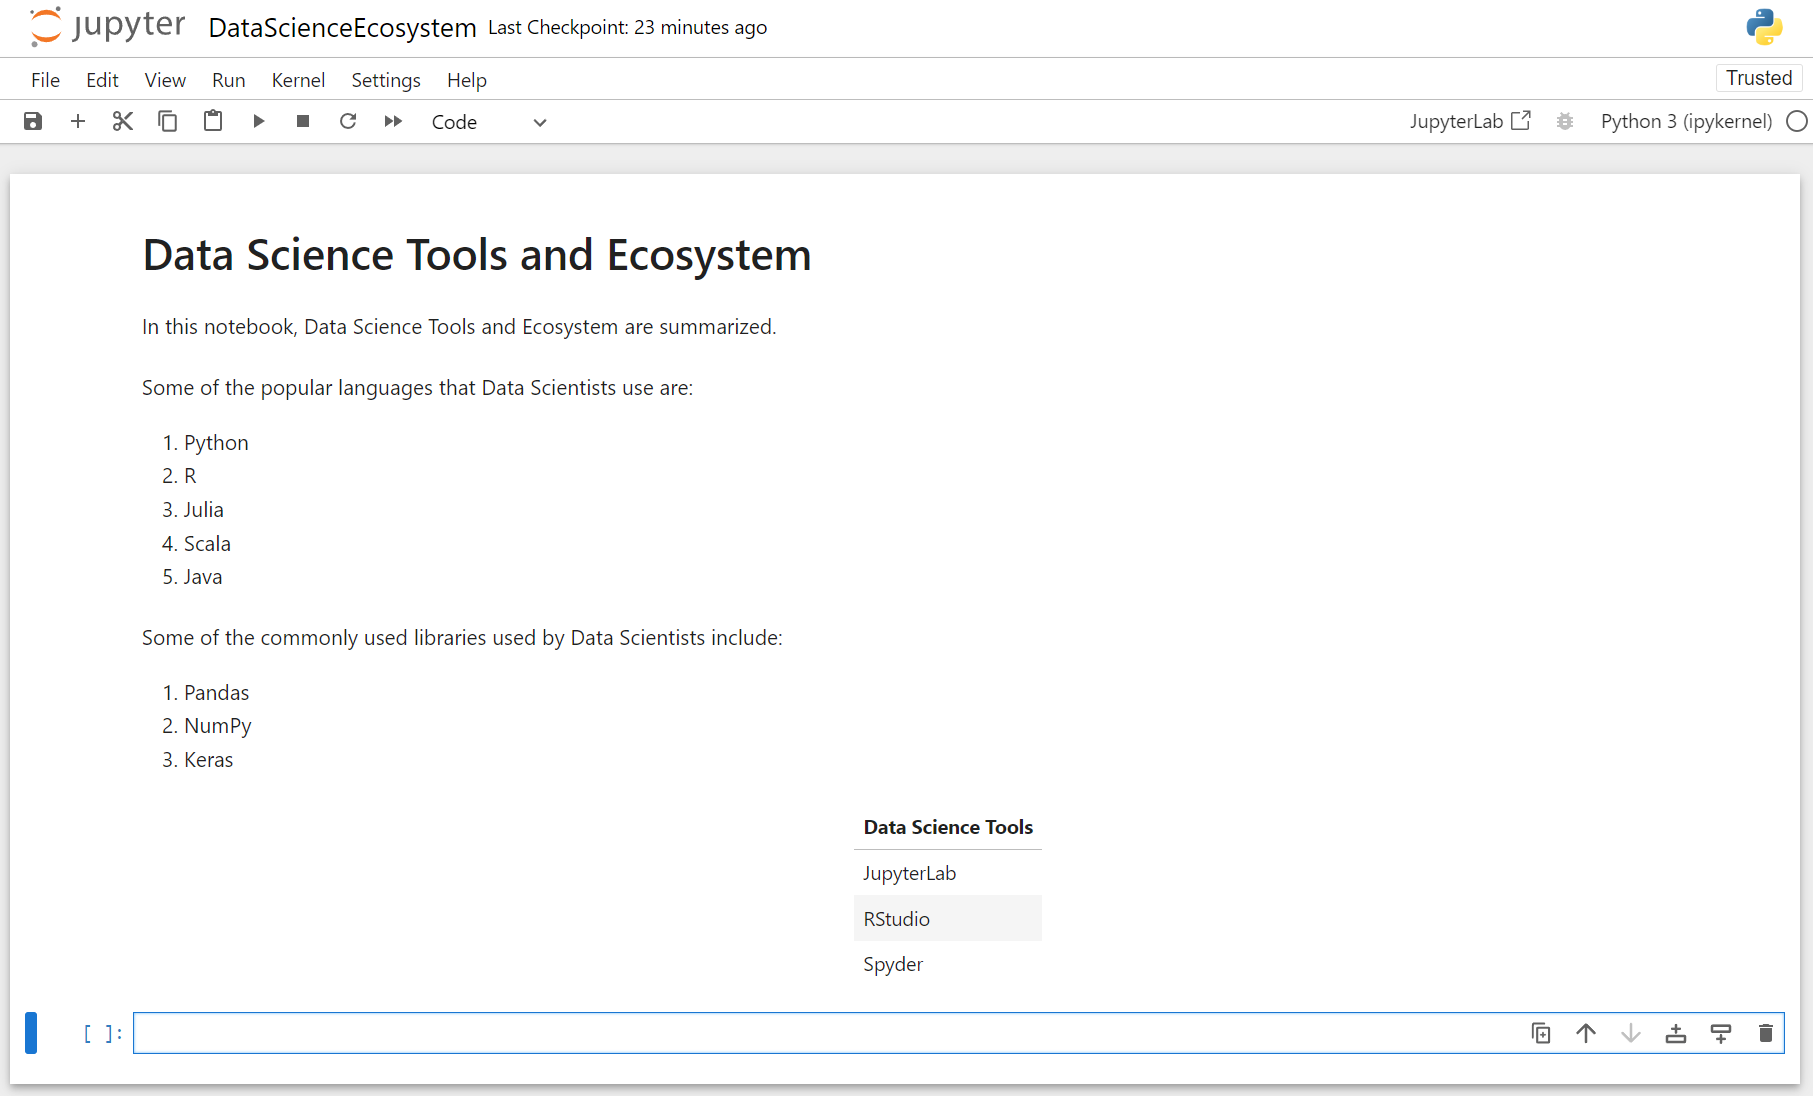 jupyter DataScienceEcosystem Last Checkpoint: 23 minutes ago
File Edit View Run Kernel Settings Help Trusted
Code JupyterLab Python 3 (ipykernel)
Data Science Tools and Ecosystem
In this notebook, Data Science Tools and Ecosystem are summarized.
Some of the popular languages that Data Scientists use are:
1. Python
2. R
3. Julia
4. Scala
5. Java
Some of the commonly used libraries used by Data Scientists include:
1. Pandas
2. NumPy
3. Keras
Data Science Tools
JupyterLab
RStudio
Spyder
[ ]: